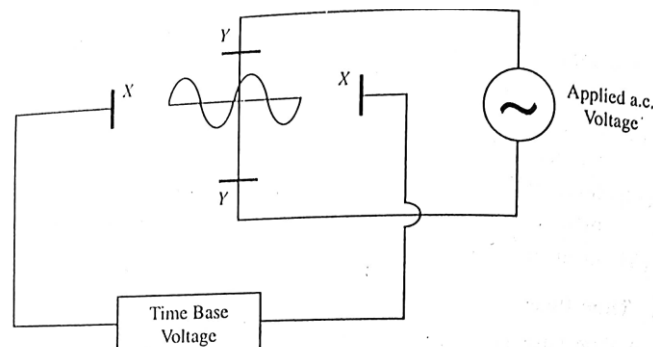 Y
X
X
Applied a.c.
Voltage
Y
Time Base
Voltage